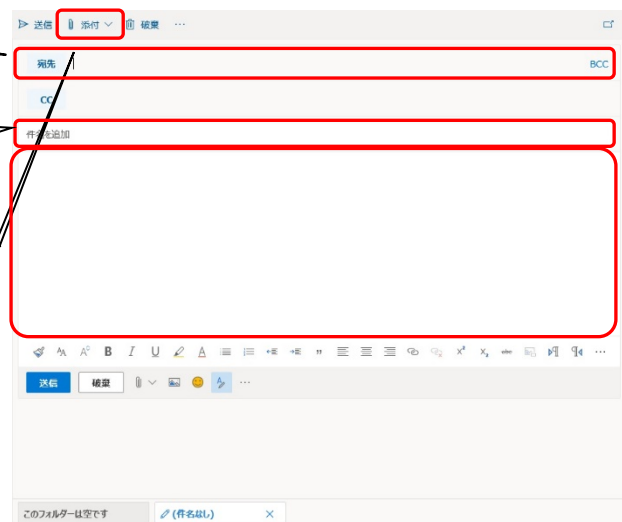 送信 添付 破棄 …
宛先 BCC
CC
件名を追加
B I U A
送信 破棄 …
このフォルダーは空です (件名なし) ×